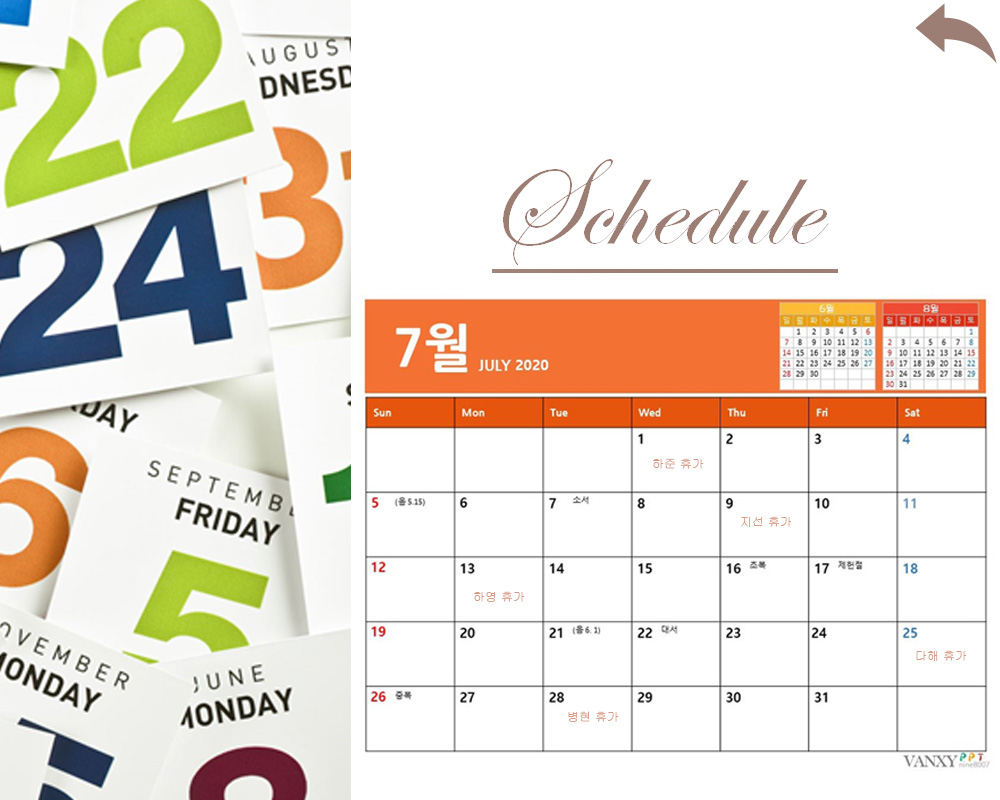 22
AUGUST
DNESD
3
24
DAY
6
SEPTEMB
FRIDAY
5
OVEMBER
MONDAY
JUNE
MONDAY
Schedule
7월 JULY 2020
6월
일 월 화 수 목 금 토
1 2 3 4 5 6
7 8 9 10 11 12 13
14 15 16 17 18 19 20
21 22 23 24 25 26 27
28 29 30
8월
일 월 화 수 목 금 토
1
2 3 4 5 6 7 8
9 10 11 12 13 14 15
16 17 18 19 20 21 22
23 24 25 26 27 28 29
30 31
Sun Mon Tue Wed Thu Fri Sat
1 2 3 4
하준 휴가
5 (음 5.15) 6 7 소서 8 9 10 11
지선 휴가
12 13 14 15 16 초복 17 제헌절 18
하영 휴가
19 20 21 (음 6. 1) 22 대서 23 24 25
다해 휴가
26 중복 27 28 29 30 31
병현 휴가
VANXY PPT